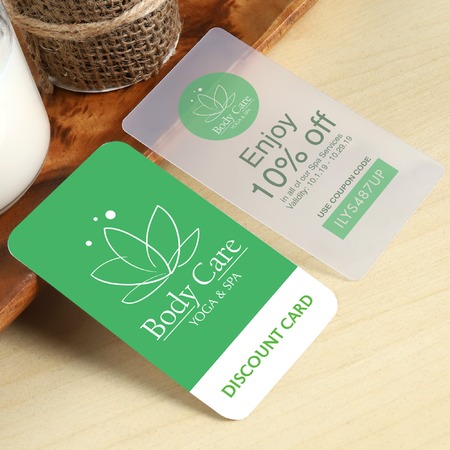 Body Care
YOGA & SPA
DISCOUNT CARD
Body Care
YOGA & SPA
Enjoy
10% Off
in all of our Spa Services
Validity: 10.1.19 - 10.29.19
USE COUPON CODE
ILYS487UP